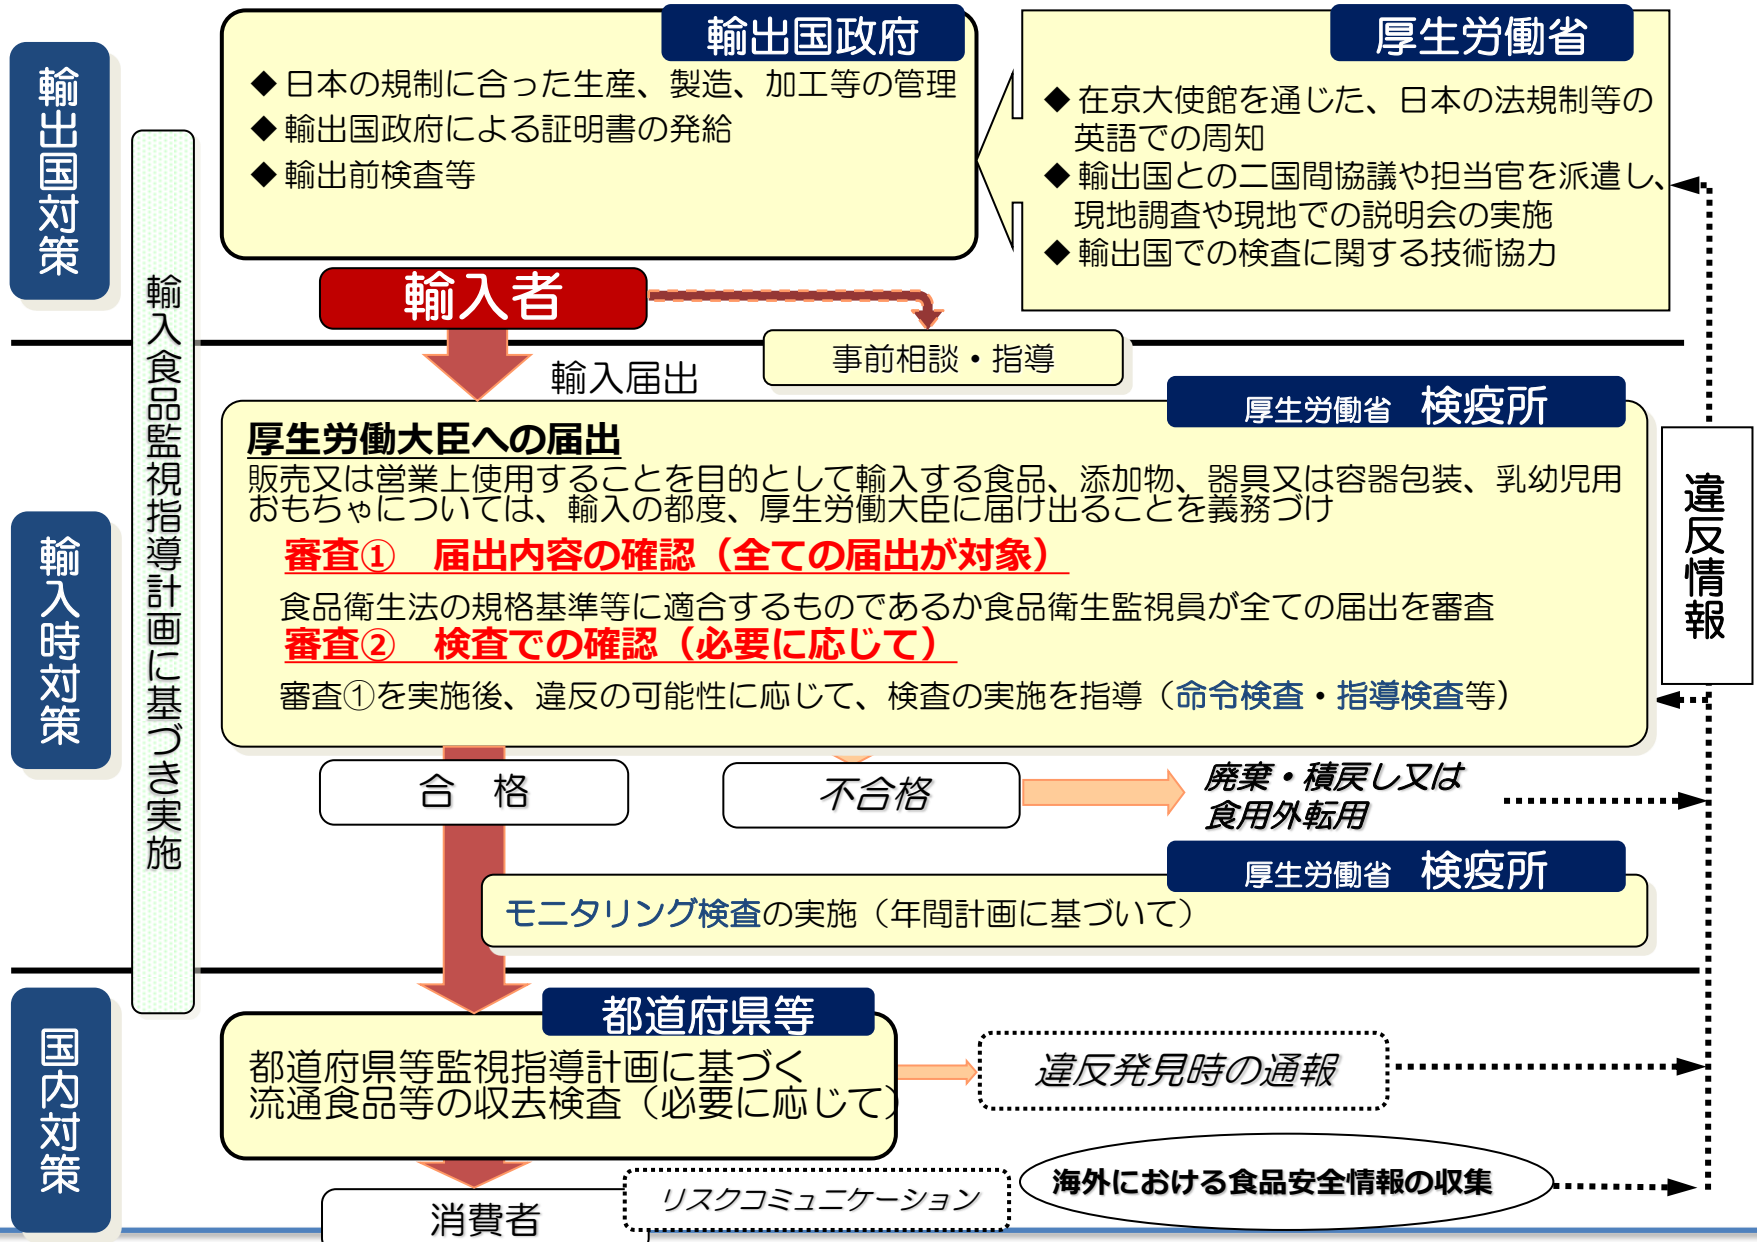 輸出国対策
輸出国政府
◆日本の規制に合った生産、製造、加工等の管理
◆輸出国政府による証明書の発給
◆輸出前検査等
厚生労働省
◆在京大使館を通じた、日本の法規制等の
英語での周知
◆輸出国との二国間協議や担当官を派遣し、
現地調査や現地での説明会の実施
◆輸出国での検査に関する技術協力
輸入食品監視指導計画に基づき実施
輸入者
事前相談・指導
輸入届出
輸入時対策
厚生労働省 検疫所
厚生労働大臣への届出
販売又は営業上使用することを目的として輸入する食品、添加物、器具又は容器包装、乳幼児用
おもちゃについては、輸入の都度、厚生労働大臣に届け出ることを義務づけ
審査① 届出内容の確認（全ての届出が対象）
食品衛生法の規格基準等に適合するものであるか食品衛生監視員が全ての届出を審査
審査② 検査での確認（必要に応じて）
審査①を実施後、違反の可能性に応じて、検査の実施を指導（命令検査・指導検査等）
違反情報
合 格
不合格
廃棄・積戻し又は
食用外転用
厚生労働省 検疫所
モニタリング検査の実施（年間計画に基づいて）
国内対策
都道府県等
都道府県等監視指導計画に基づく
流通食品等の収去検査（必要に応じて）
違反発見時の通報
海外における食品安全情報の収集
リスクコミュニケーション
消費者